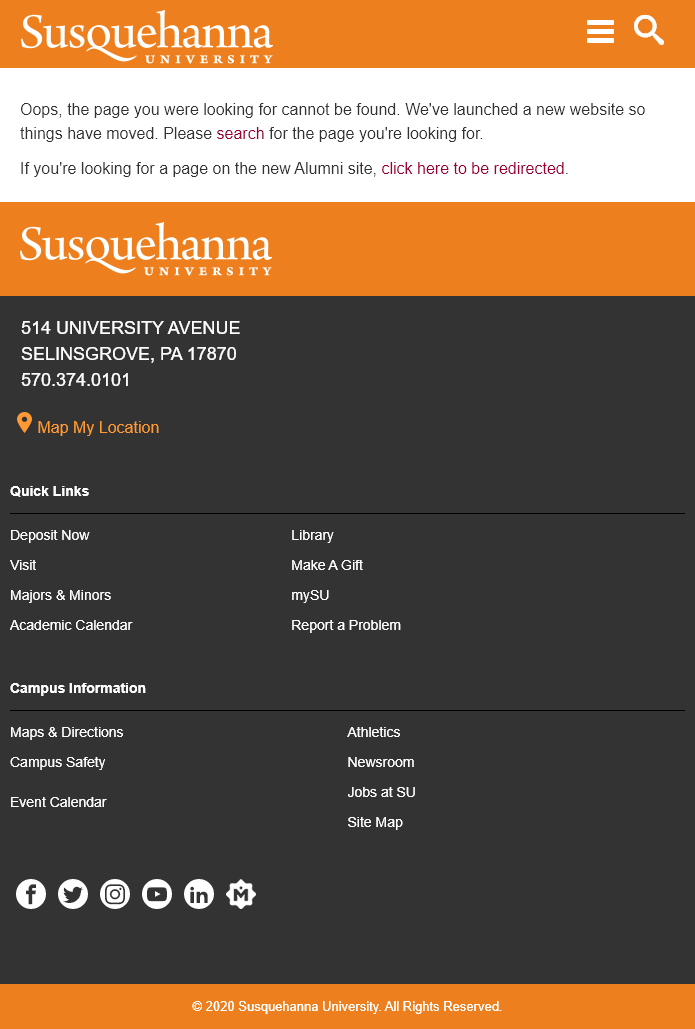 Susquehanna
UNIVERSITY
Oops, the page you were looking for cannot be found. We've launched a new website so
things have moved. Please search for the page you're looking for.
If you're looking for a page on the new Alumni site, click here to be redirected.
Susquehanna
UNIVERSITY
514 UNIVERSITY AVENUE
SELINSGROVE, PA 17870
570.374.0101
Map My Location
Quick Links
Deposit Now
Visit
Majors & Minors
Academic Calendar
Library
Make A Gift
mySU
Report a Problem
Campus Information
Maps & Directions
Campus Safety
Event Calendar
Athletics
Newsroom
Jobs at SU
Site Map
© 2020 Susquehanna University. All Rights Reserved.